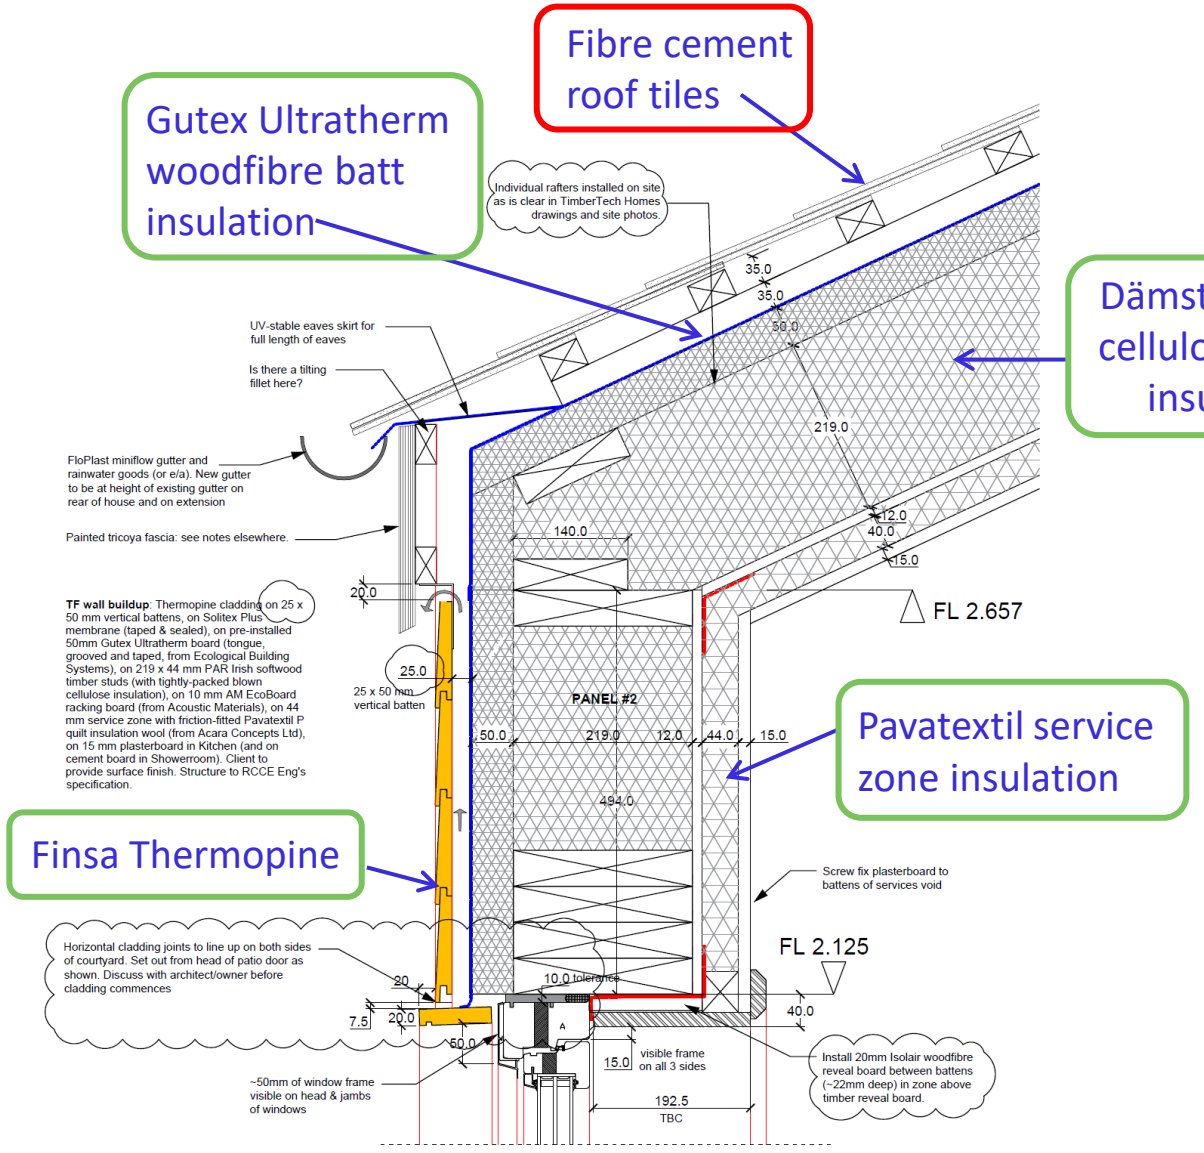 Fibre cement
roof tiles
Gutex Ultratherm
woodfibre batt
insulation
Individual rafters installed on site
as is clear in TimberTech Homes
drawings and site photos.
35.0
35.0
50.0
219.0
12.0
40.0
15.0
UV-stable eaves skirt for
full length of eaves
Is there a tilting
fillet here?
FloPlast miniflow gutter and
rainwater goods (or e/a). New gutter
to be at height of existing gutter on
rear of house and on extension
Painted tricoya fascia: see notes elsewhere.
140.0
20.0
FL 2.657
TF wall buildup: Thermopine cladding on 25 x
50 mm vertical battens, on Solitex Plus
membrane (taped & sealed), on pre-installed
50mm Gutex Ultratherm board (tongue,
grooved and taped, from Ecological Building
Systems), on 219 x 44 mm PAR Irish softwood
timber studs (with tightly-packed blown
cellulose insulation), on 10 mm AM EcoBoard
racking board (from Acoustic Materials), on 44
mm service zone with friction-fitted Pavatextil P
quilt insulation wool (from Acara Concepts Ltd),
on 15 mm plasterboard in Kitchen (and on
cement board in Showerroom). Client to
provide surface finish. Structure to RCCE Eng's
specification.
25.0
25 x 50 mm
vertical batten
PANEL #2
50.0
219.0
12.0
44.0
15.0
494.0
Pavatextil service
zone insulation
Finsa Thermopine
Screw fix plasterboard to
battens of services void
Horizontal cladding joints to line up on both sides
of courtyard. Set out from head of patio door as
shown. Discuss with architect/owner before
cladding commences
FL 2.125
10.0 tolerance
20
7.5
20.0
50.0
A
40.0
15.0
visible frame
on all 3 sides
Install 20mm Isolair woodfibre
reveal board between battens
(~22mm deep) in zone above
timber reveal board.
~50mm of window frame
visible on head & jambs
of windows
192.5
TBC